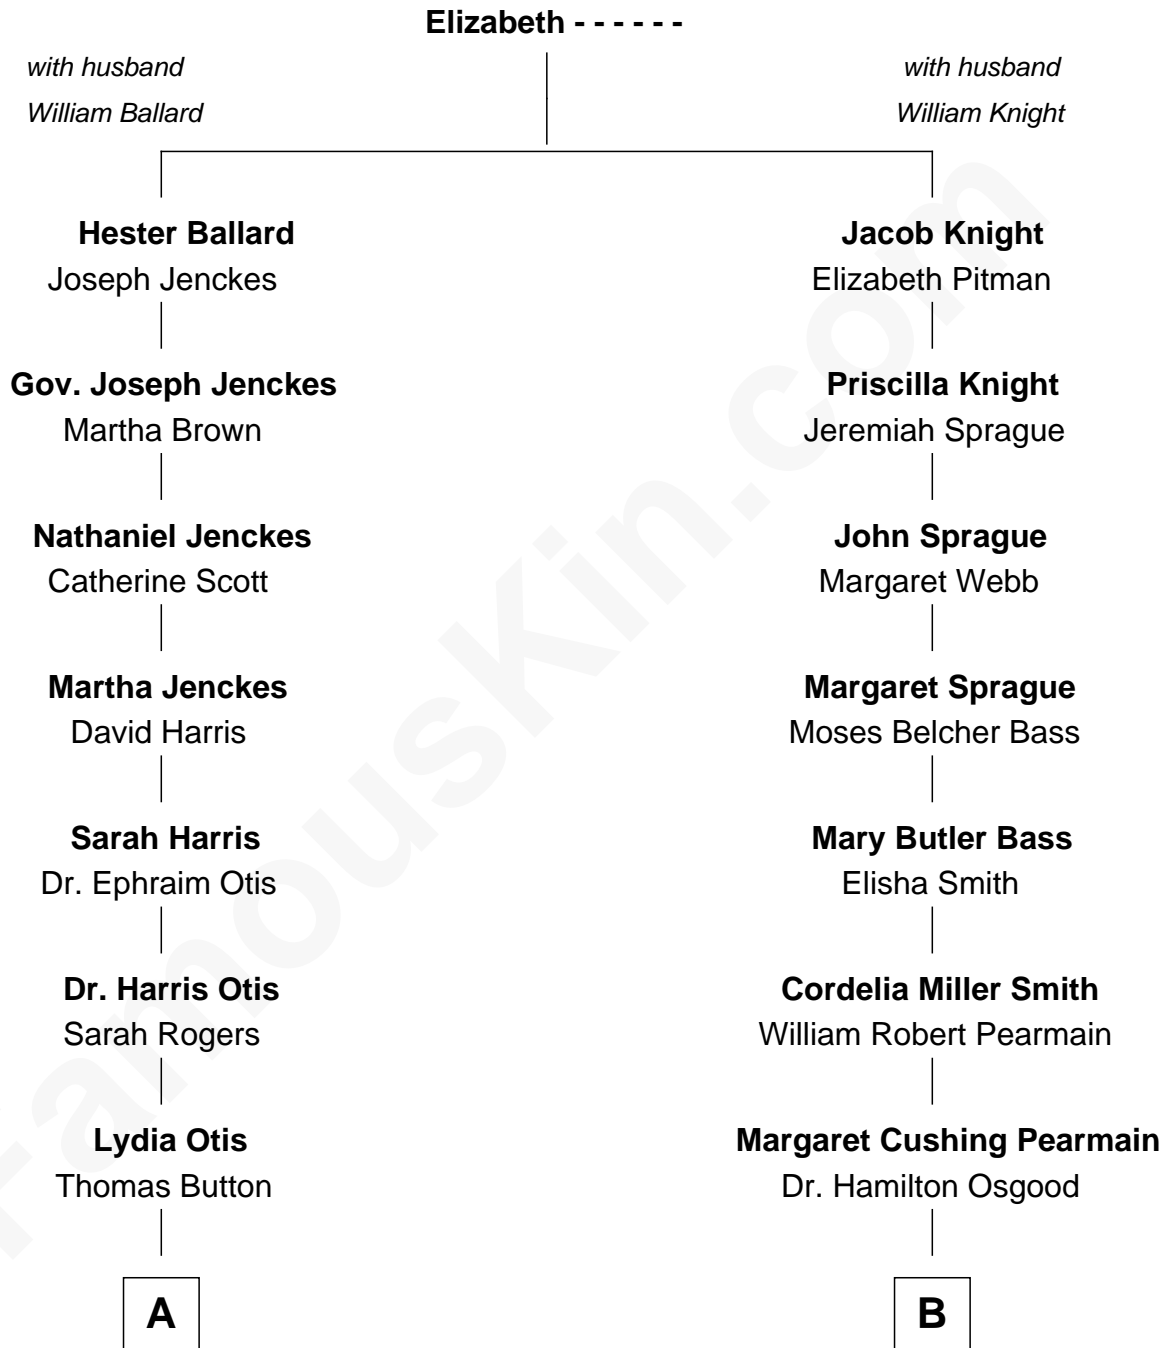 Elizabeth - - - - - -
with husband
William Ballard
with husband
William Knight
Hester Ballard
Joseph Jenckes
Jacob Knight
Elizabeth Pitman
Gov. Joseph Jenckes
Martha Brown
Priscilla Knight
Jeremiah Sprague
Nathaniel Jenckes
Catherine Scott
John Sprague
Margaret Webb
Martha Jenckes
David Harris
Margaret Sprague
Moses Belcher Bass
Sarah Harris
Dr. Ephraim Otis
Mary Butler Bass
Elisha Smith
Dr. Harris Otis
Sarah Rogers
Cordelia Miller Smith
William Robert Pearmain
Lydia Otis
Thomas Button
Margaret Cushing Pearmain
Dr. Hamilton Osgood
A
B
FamousKin.com